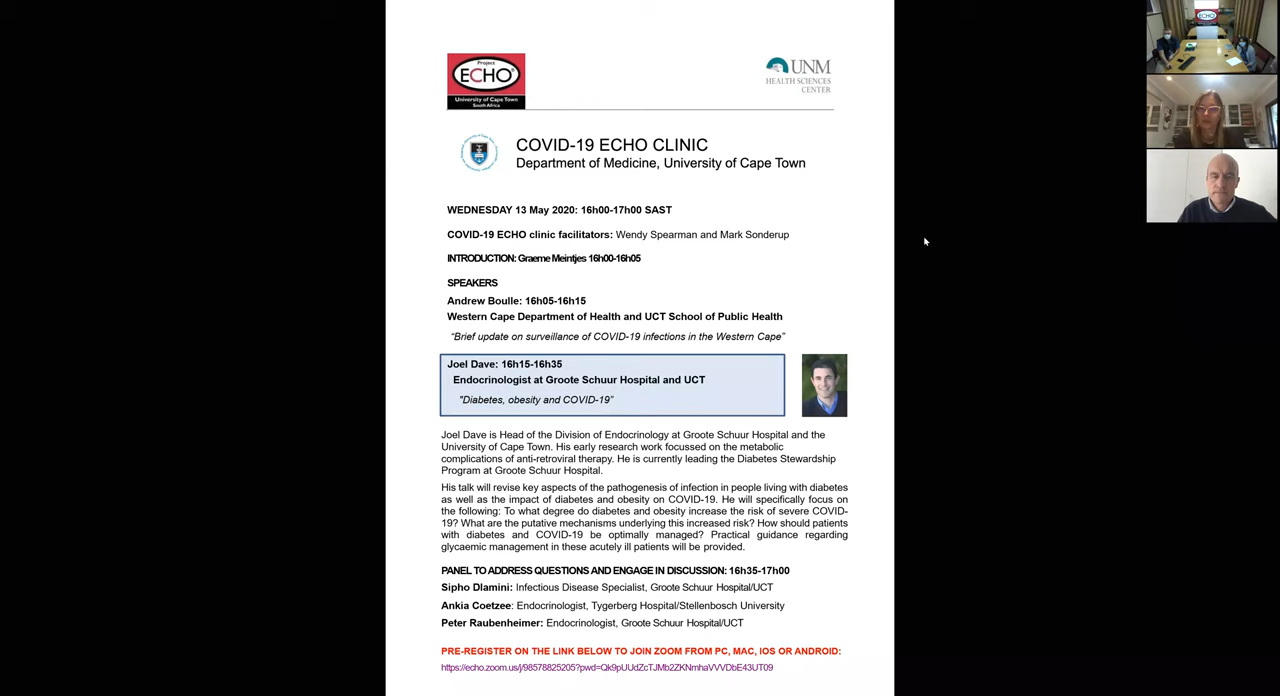 Project
ECHO®
University of Cape Town
South Africa
UNM
HEALTH SCIENCES
CENTER
ECHO
COVID-19 ECHO CLINIC
Department of Medicine, University of Cape Town
WEDNESDAY 13 May 2020: 16h00-17h00 SAST
COVID-19 ECHO clinic facilitators: Wendy Spearman and Mark Sonderup
INTRODUCTION: Graeme Meintjes 16h00-16h05
SPEAKERS
Andrew Boulle: 16h05-16h15
Western Cape Department of Health and UCT School of Public Health
“Brief update on surveillance of COVID-19 infections in the Western Cape”
Joel Dave: 16h15-16h35
Endocrinologist at Groote Schuur Hospital and UCT
"Diabetes, obesity and COVID-19”
Joel Dave is Head of the Division of Endocrinology at Groote Schuur Hospital and the
University of Cape Town. His early research work focussed on the metabolic
complications of anti-retroviral therapy. He is currently leading the Diabetes Stewardship
Program at Groote Schuur Hospital.
His talk will revise key aspects of the pathogenesis of infection in people living with diabetes
as well as the impact of diabetes and obesity on COVID-19. He will specifically focus on
the following: To what degree do diabetes and obesity increase the risk of severe COVID-
19? What are the putative mechanisms underlying this increased risk? How should patients
with diabetes and COVID-19 be optimally managed? Practical guidance regarding
glycaemic management in these acutely ill patients will be provided.
PANEL TO ADDRESS QUESTIONS AND ENGAGE IN DISCUSSION: 16h35-17h00
Sipho Dlamini: Infectious Disease Specialist, Groote Schuur Hospital/UCT
Ankia Coetzee: Endocrinologist, Tygerberg Hospital/Stellenbosch University
Peter Raubenheimer: Endocrinologist, Groote Schuur Hospital/UCT
PRE-REGISTER ON THE LINK BELOW TO JOIN ZOOM FROM PC, MAC, IOS OR ANDROID:
https://echo.zoom.us/j/98578825205?pwd=Qk9pUUdZcTJMb2ZKNmhaVVVDbE43UT09